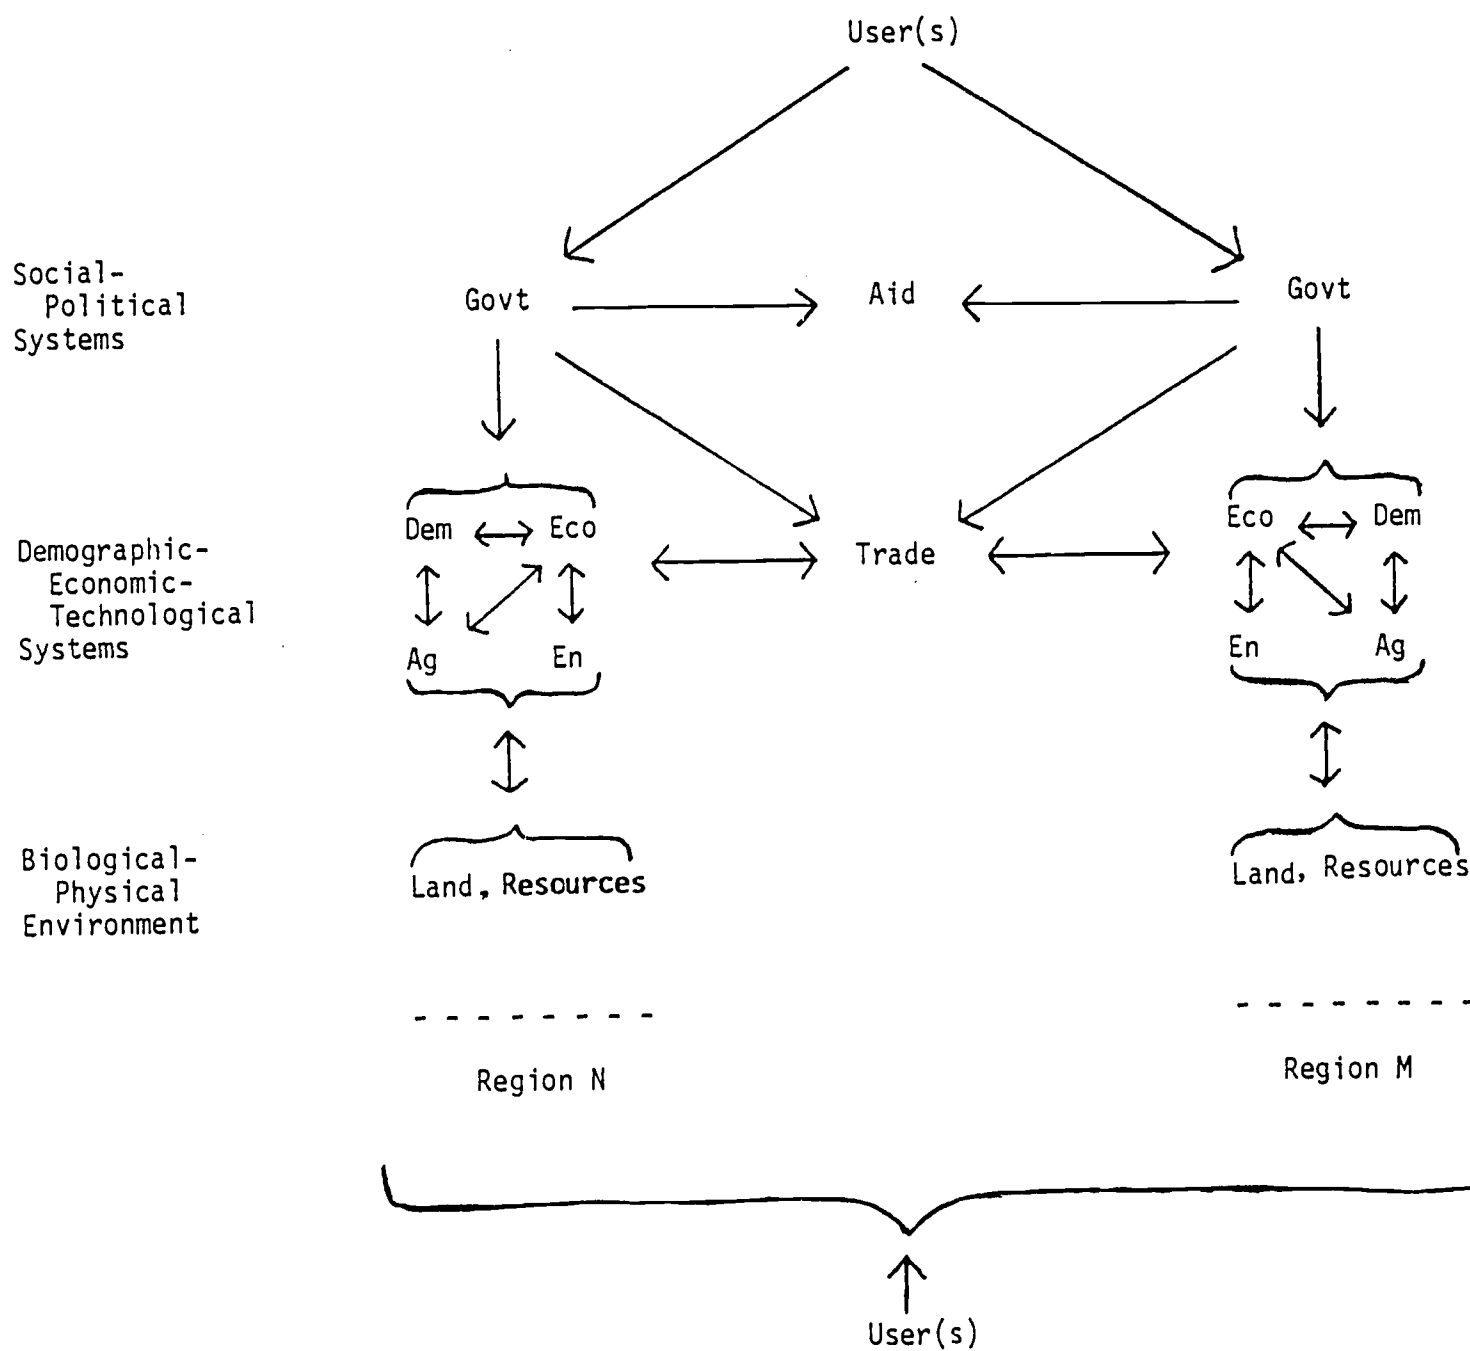 User(s)
Social-
Political
Systems
Govt
Aid
Govt
Demographic-
Economic-
Technological
Systems
Dem
Eco
Ag
En
Trade
Eco
Dem
En
Ag
Biological-
Physical
Environment
Land, Resources
Land, Resources
Region N
Region M
User(s)